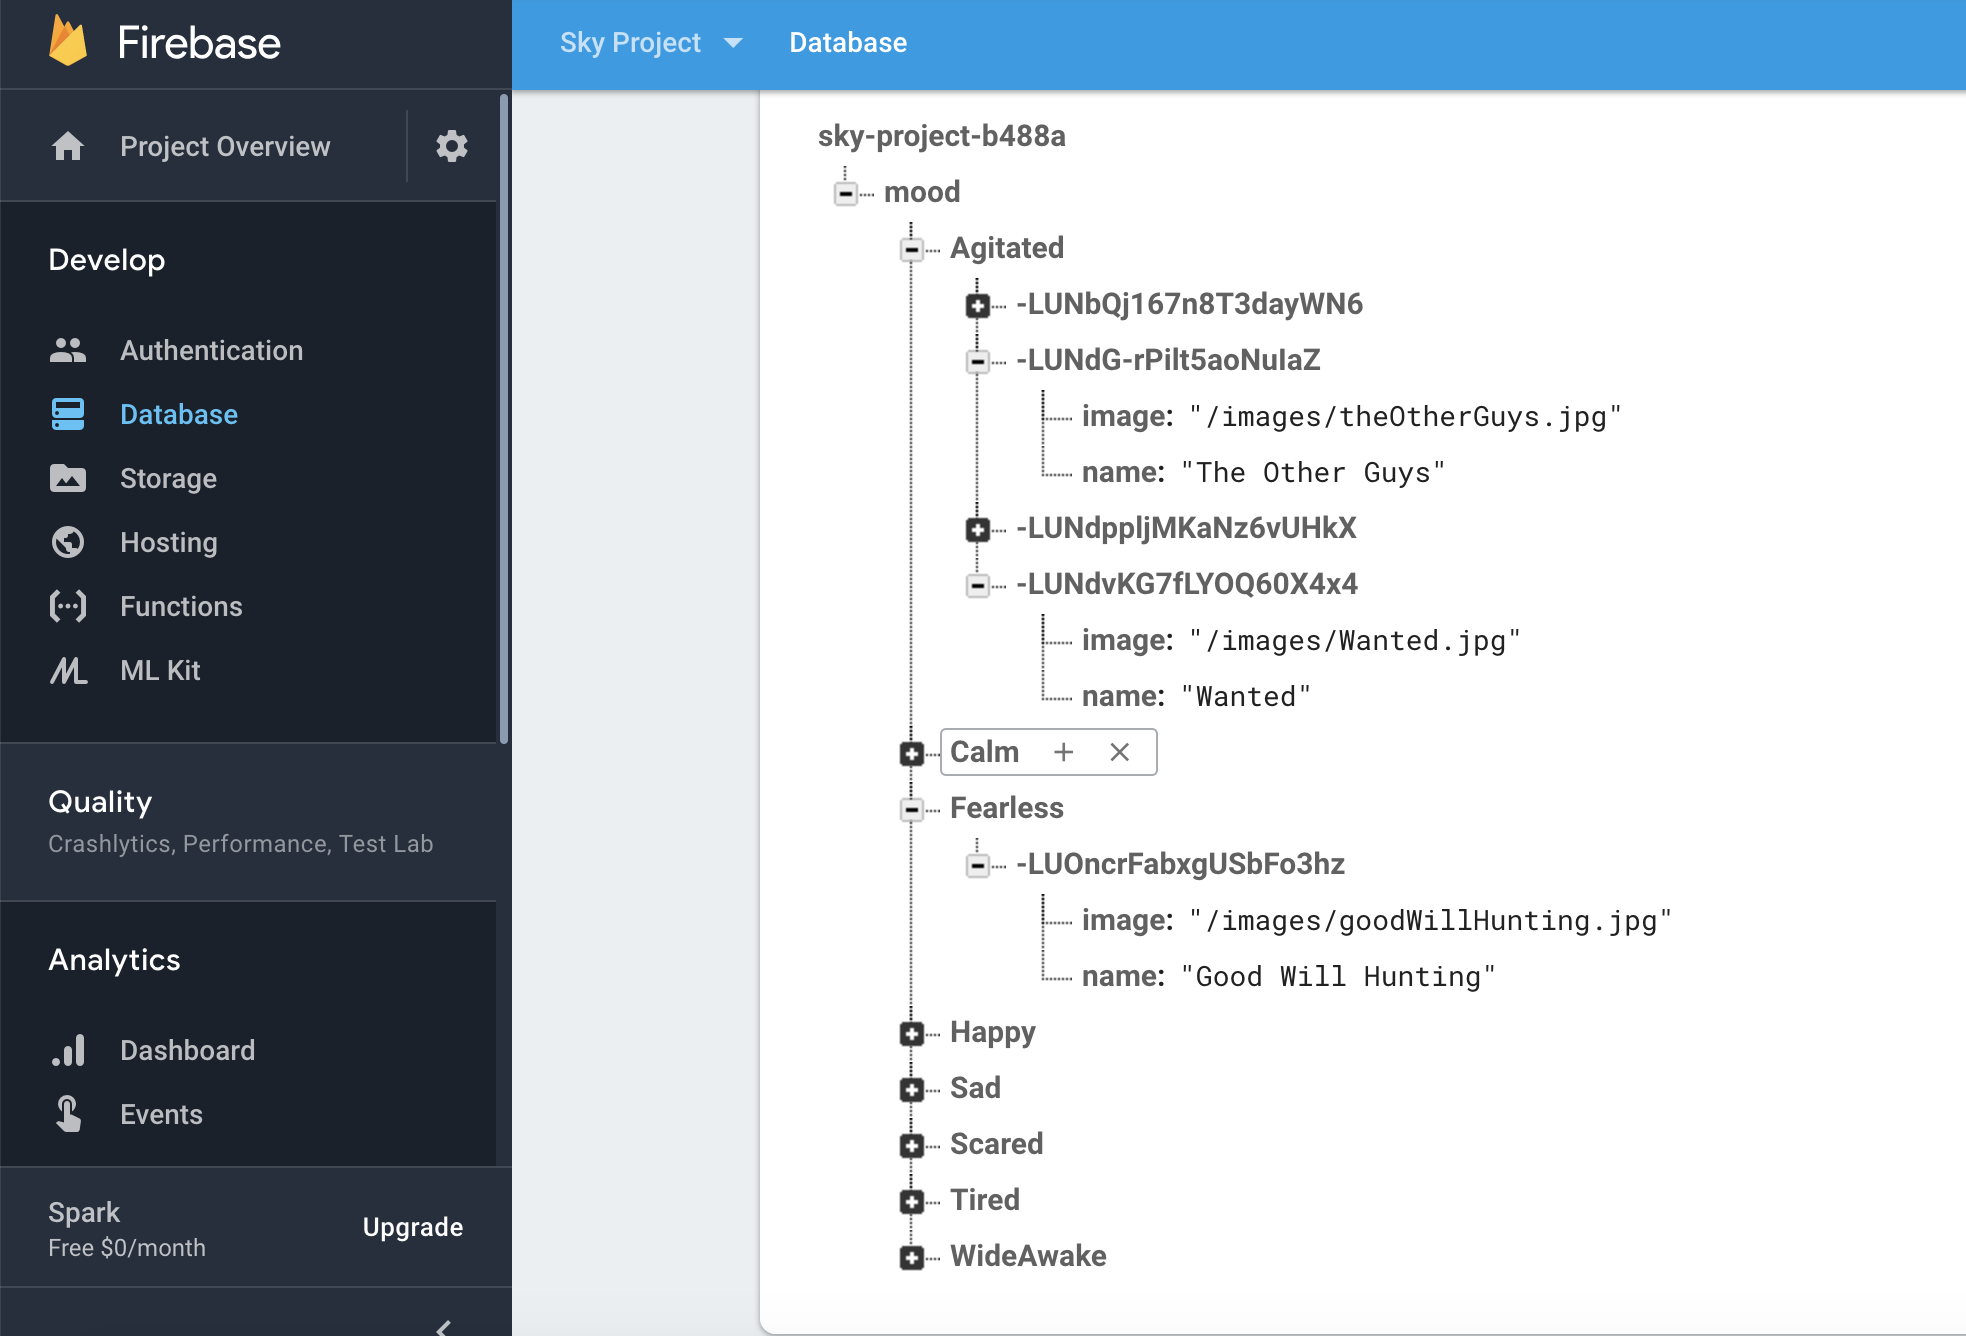 Firebase
Project Overview
Develop
Authentication
Database
Storage
Hosting
Functions
ML Kit
Quality
Crashlytics, Performance, Test Lab
Analytics
Dashboard
Events
Spark
Free $0/month
Upgrade
Sky Project
Database
sky-project-b488a
mood
Agitated
-LUNbQj167n8T3dayWN6
-LUNdG-rPilt5aoNuIaZ
image: "/images/theOtherGuys.jpg"
name: "The Other Guys"
-LUNdppljMKaNz6vUHkX
-LUNdvKG7fLYOQ60X4x4
image: "/images/Wanted.jpg"
name: "Wanted"
Calm
Fearless
-LUOncrFabxgUSbFo3hz
image: "/images/goodWillHunting.jpg"
name: "Good Will Hunting"
Happy
Sad
Scared
Tired
WideAwake